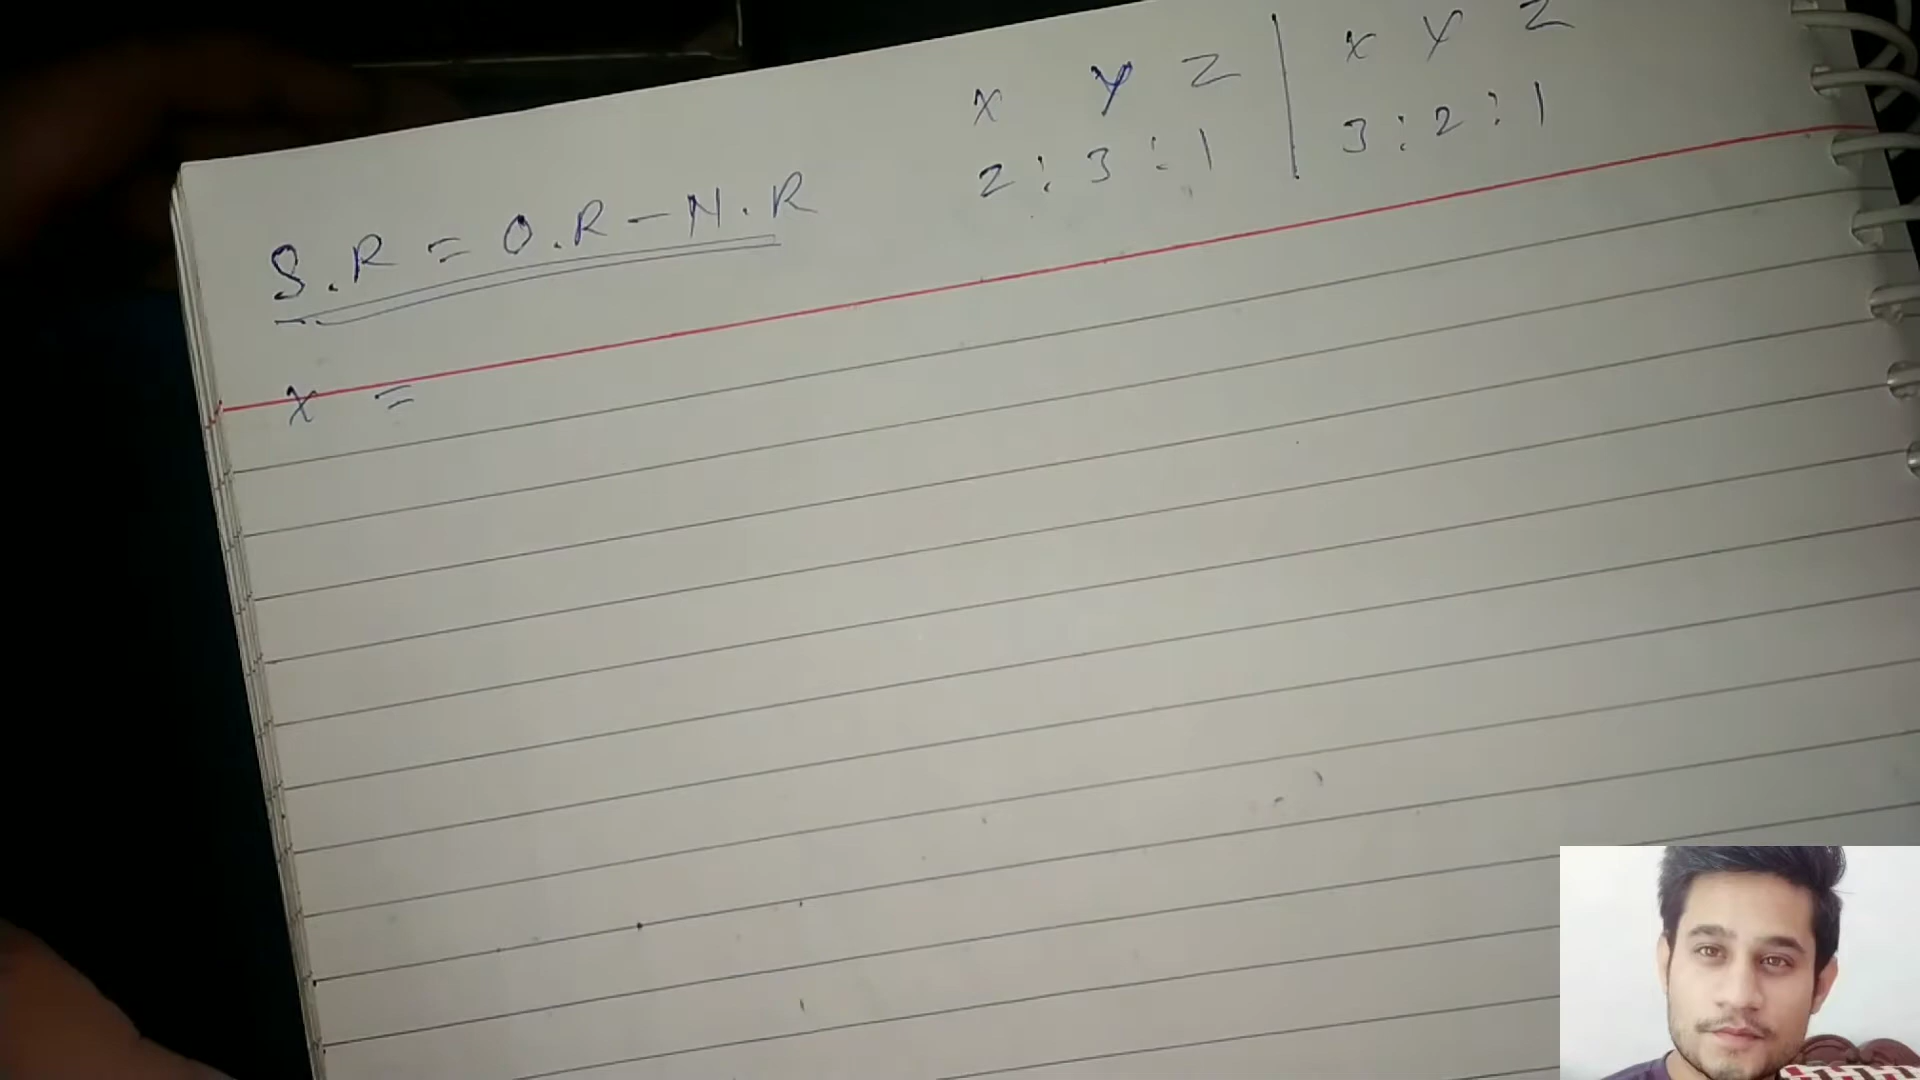 x y z | x y z
2 : 3 : 1 | 3 : 2 : 1
S.R = O.R - N.R
x =